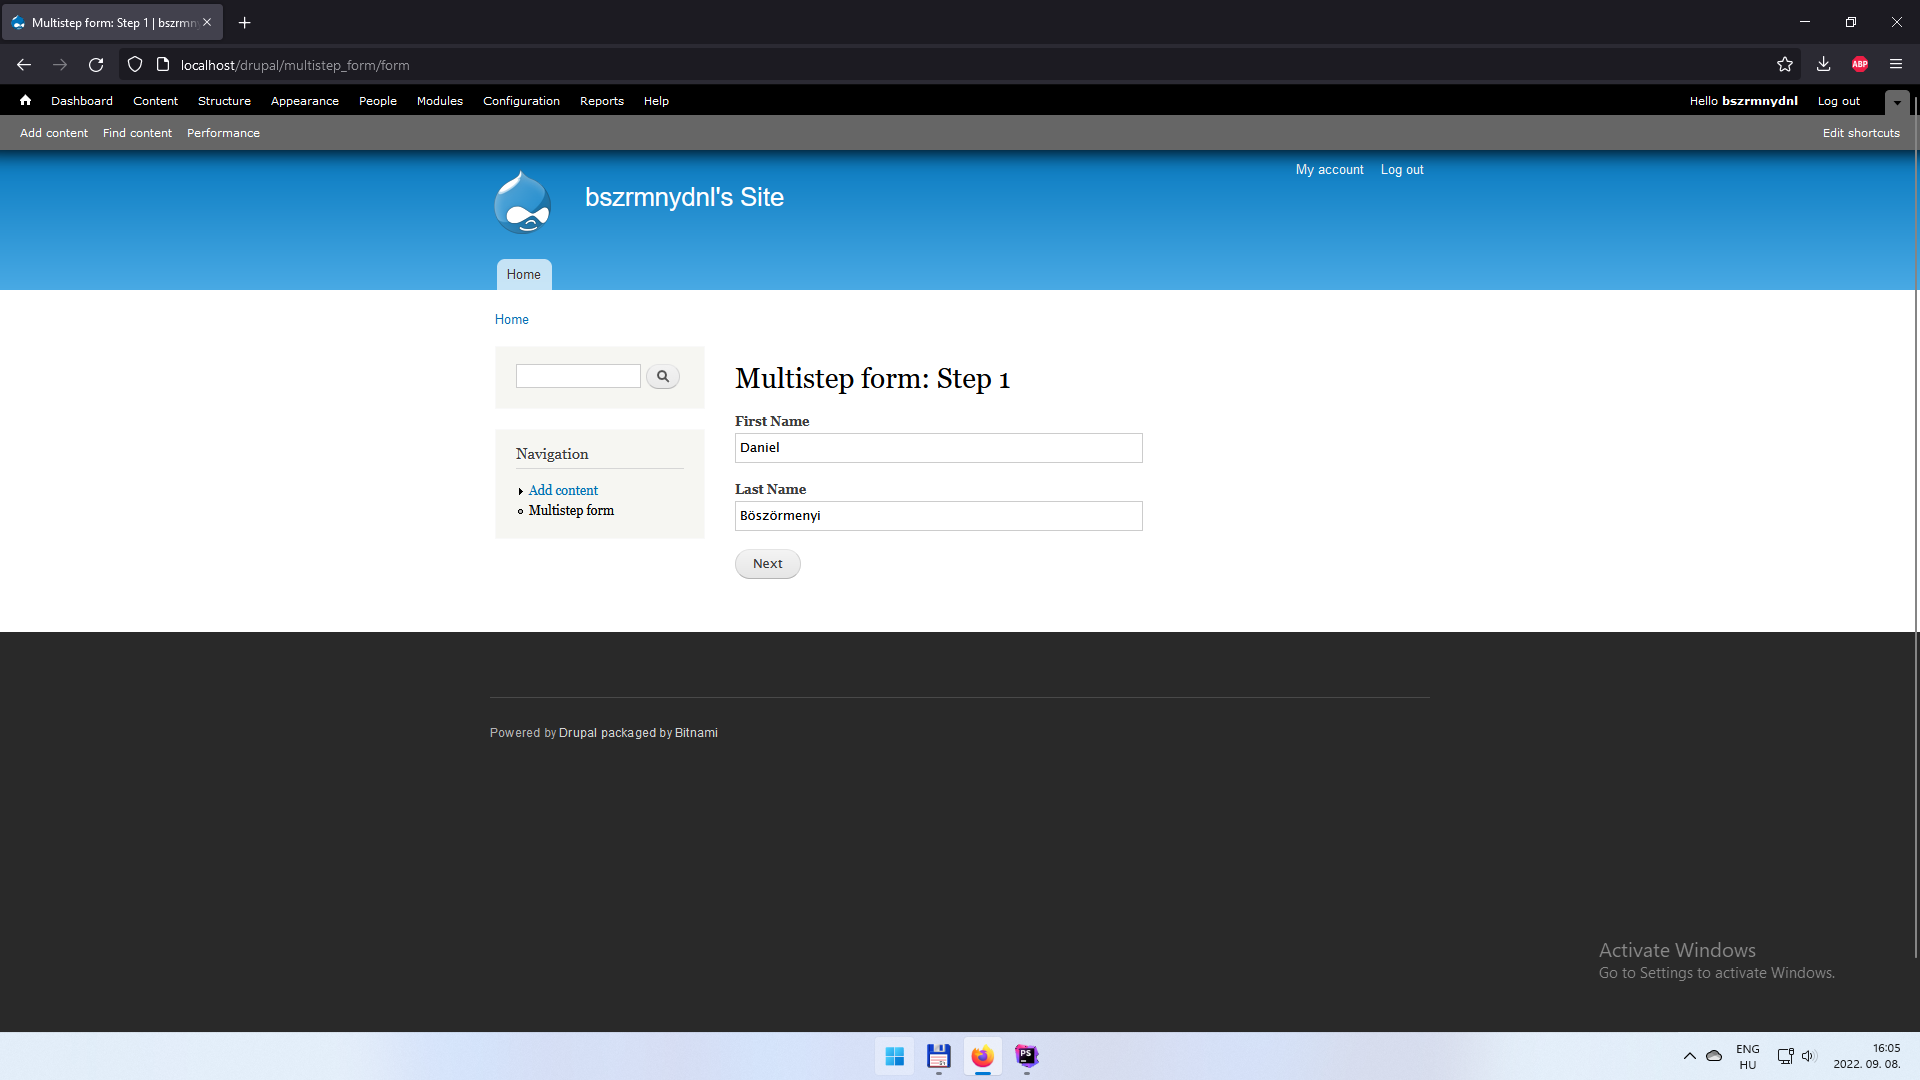 Multistep form: Step 1 | bszrmn
localhost/drupal/multistep_form/form
ABP
Dashboard Content Structure Appearance People Modules Configuration Reports Help Hello bszrmnydnl Log out
Add content Find content Performance Edit shortcuts
My account Log out
bszrmnydnl's Site
Home
Home
Multistep form: Step 1
First Name
Daniel
Last Name
Böszörmenyi
Next
Navigation
Add content
Multistep form
Powered by Drupal packaged by Bitnami
Activate Windows
Go to Settings to activate Windows.
PS
ENG
HU
16:05
2022. 09. 08.